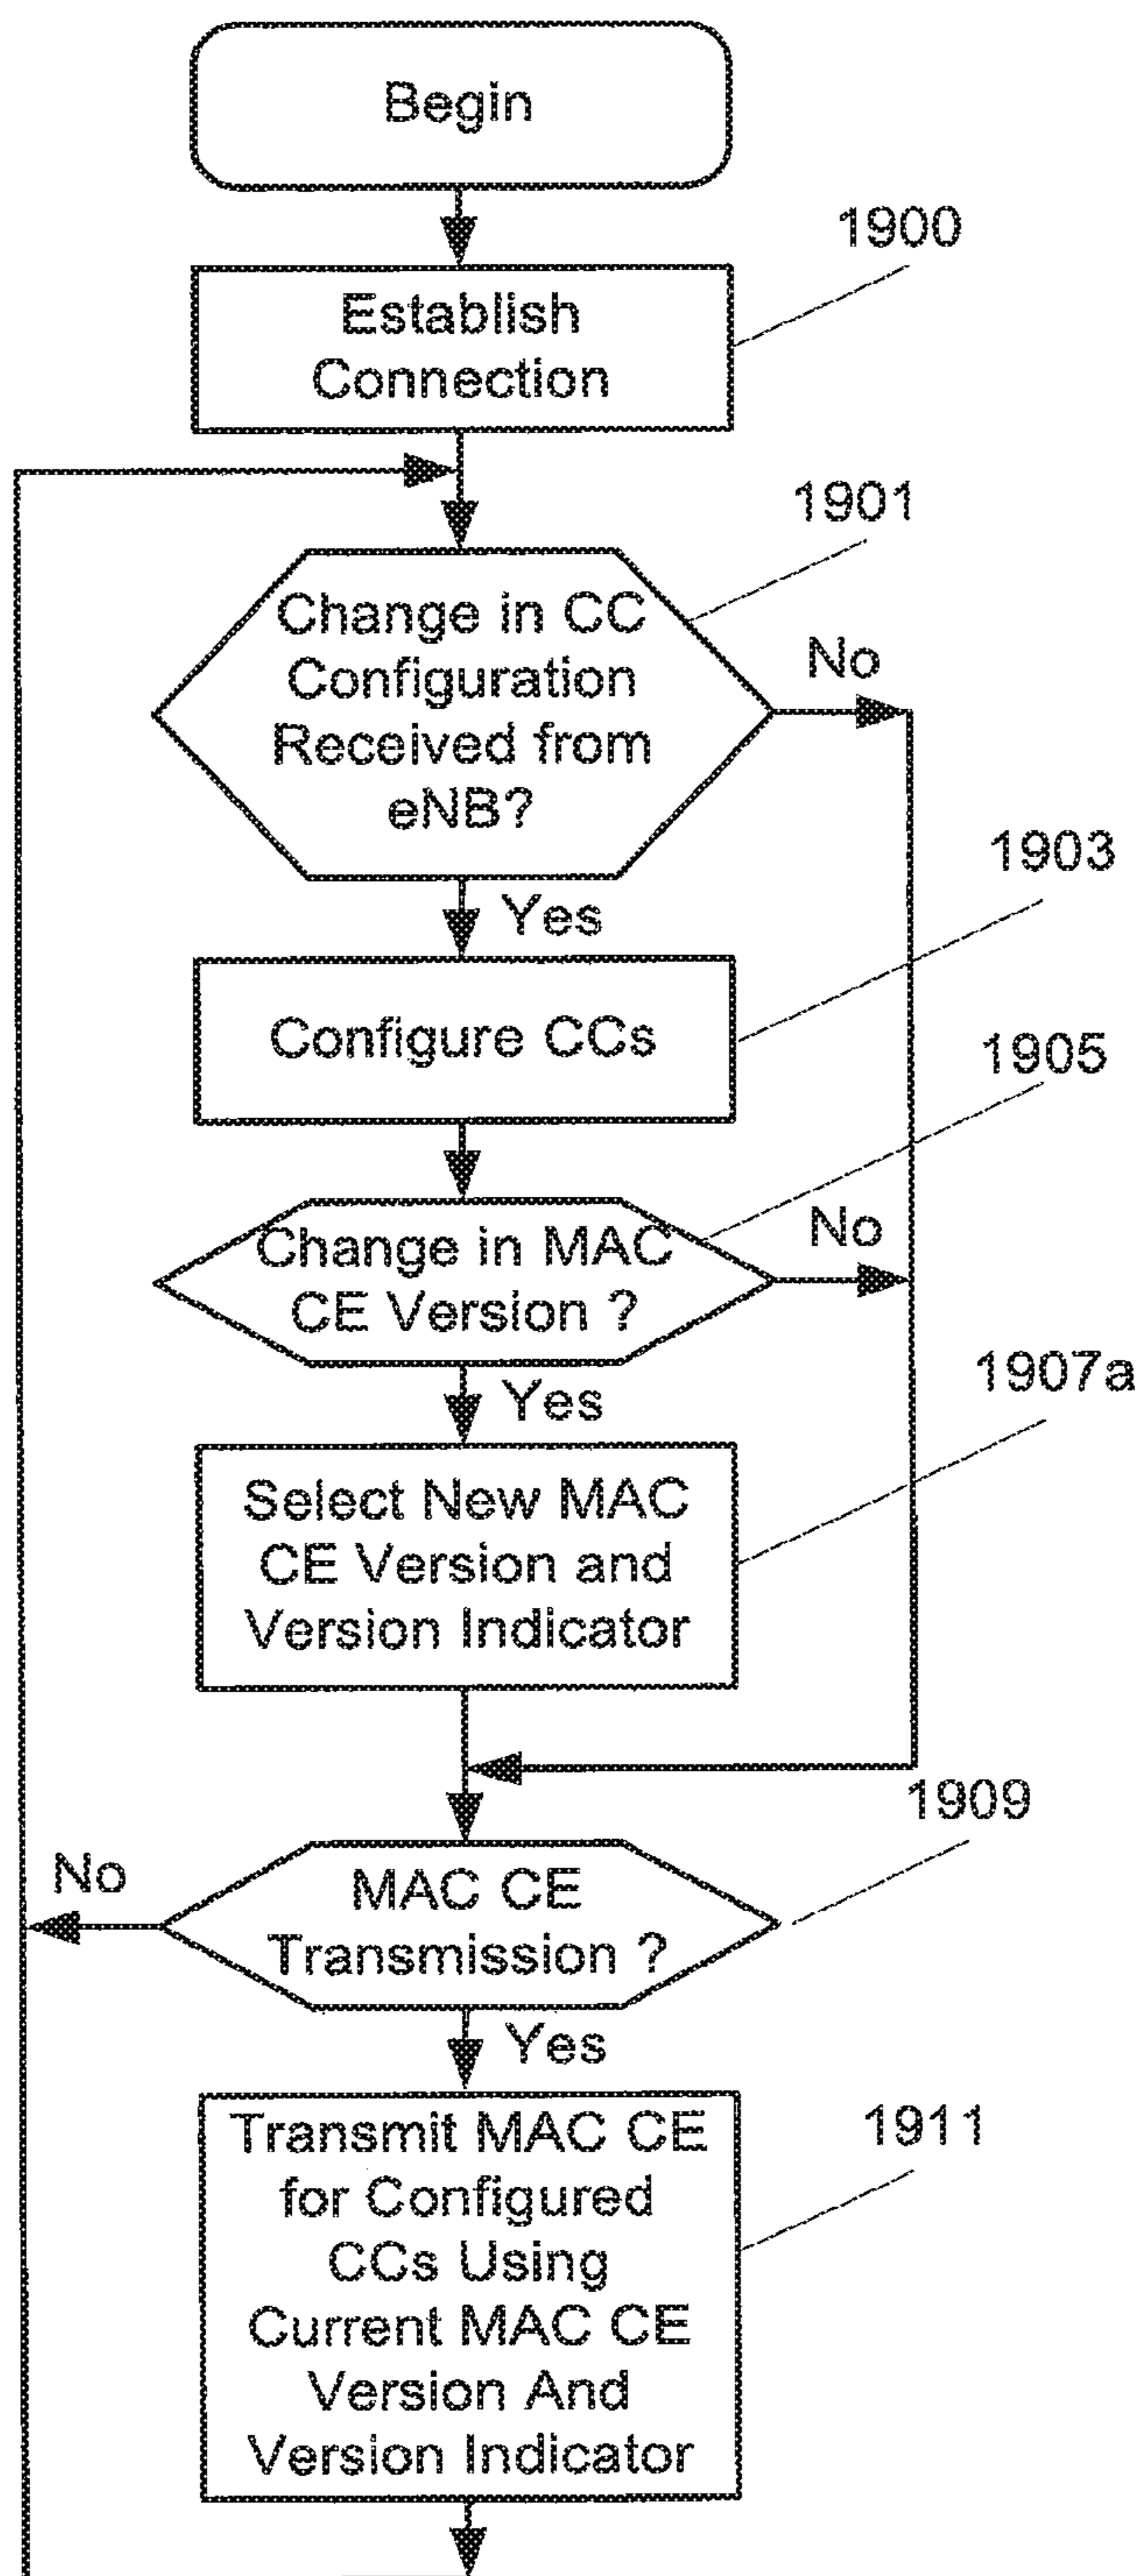 Begin
1900
Establish
Connection
1901
Change in CC
Configuration
Received from
eNB?
No
Yes
1903
Configure CCs
1905
Change in MAC
CE Version ?
No
Yes
1907a
Select New MAC
CE Version and
Version Indicator
1909
MAC CE
Transmission ?
No
Yes
1911
Transmit MAC CE
for Configured
CCs Using
Current MAC CE
Version And
Version Indicator